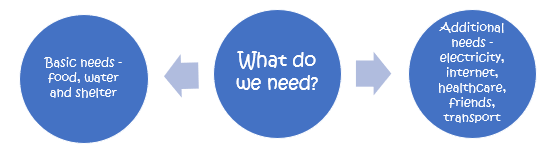 Basic needs -
food, water
and shelter
What do
we need?
Additional
needs -
electricity,
internet,
healthcare,
friends,
transport